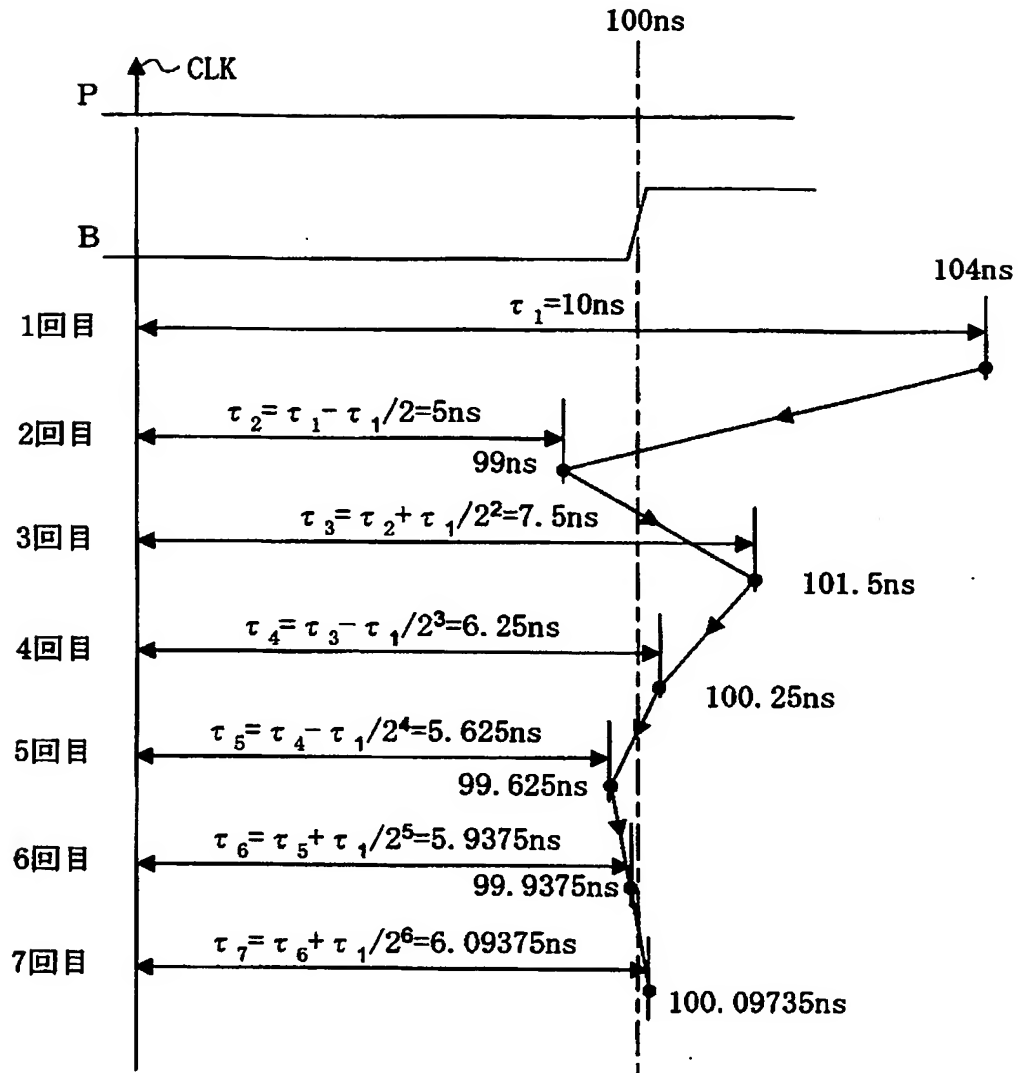 100ns
CLK
P
B
104ns
1回目
τ₁=10ns
2回目
τ₂=τ₁-τ₁/2=5ns
99ns
3回目
τ₃=τ₂+τ₁/2²=7.5ns
101.5ns
4回目
τ₄=τ₃-τ₁/2³=6.25ns
100.25ns
5回目
τ₅=τ₄-τ₁/2⁴=5.625ns
99.625ns
6回目
τ₆=τ₅+τ₁/2⁵=5.9375ns
99.9375ns
7回目
τ₇=τ₆+τ₁/2⁶=6.09375ns
100.09735ns